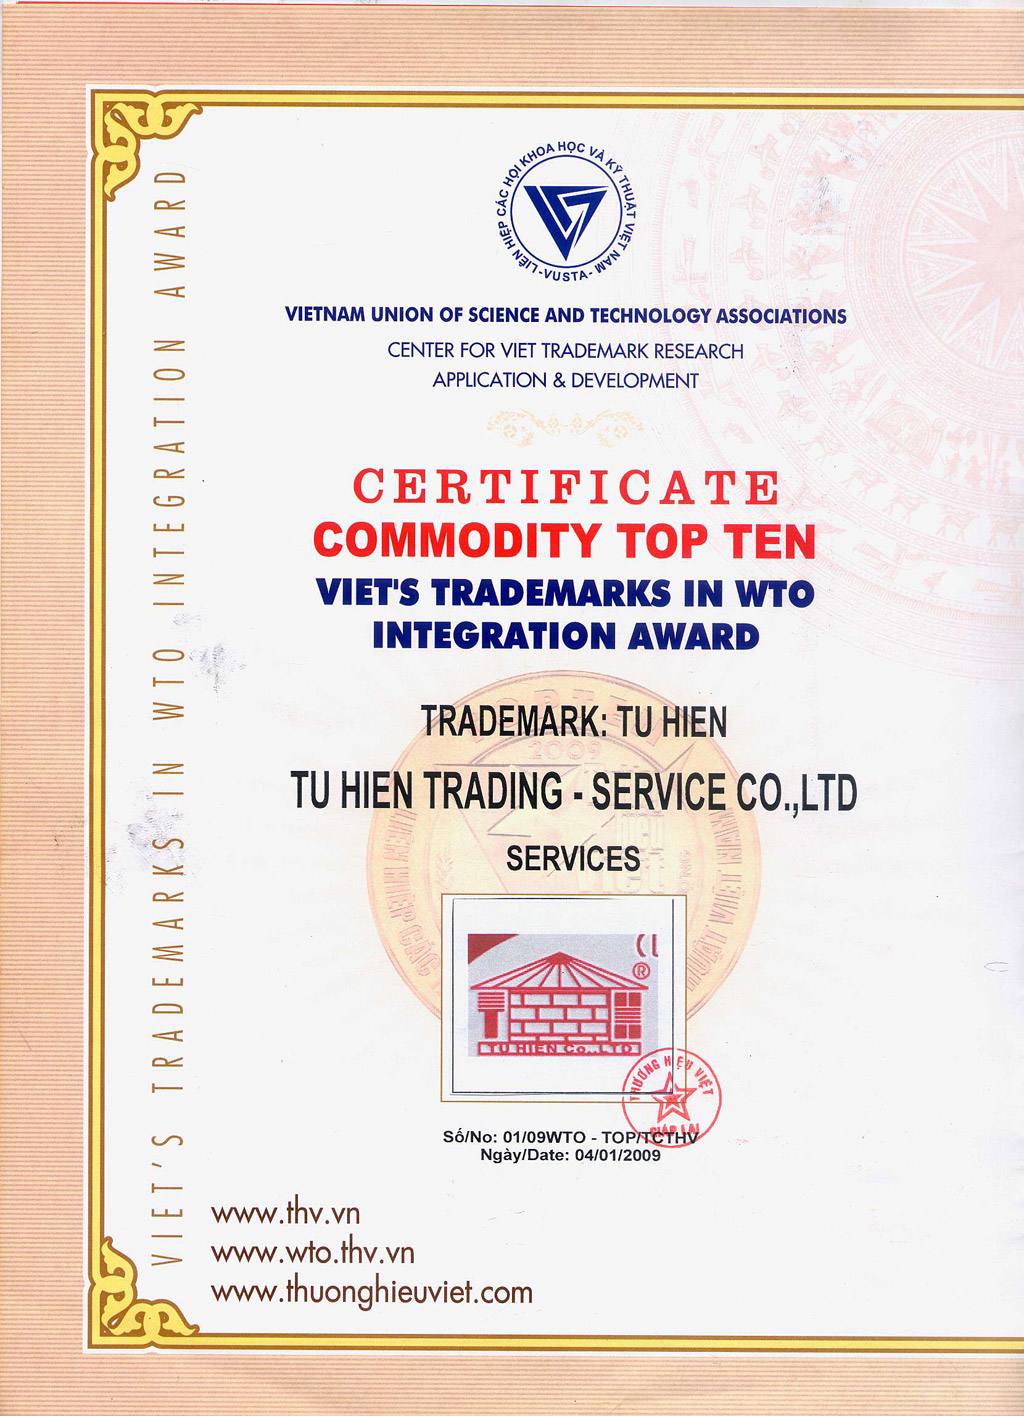 LIÊN HIỆP CÁC HỘI KHOA HỌC VÀ KỸ THUẬT VIỆT NAM
-VUSTA-
VIETNAM UNION OF SCIENCE AND TECHNOLOGY ASSOCIATIONS
CENTER FOR VIET TRADEMARK RESEARCH
APPLICATION & DEVELOPMENT
CERTIFICATE
COMMODITY TOP TEN
VIET'S TRADEMARKS IN WTO
INTEGRATION AWARD
TRADEMARK: TU HIEN
2009
TU HIEN TRADING - SERVICE CO.,LTD
SERVICES
®
TU HIEN Co.,LTD
THƯƠNG HIỆU VIỆT
GIÁP LAI
Số/No: 01/09WTO - TOP/TCTHV
Ngày/Date: 04/01/2009
www.thv.vn
www.wto.thv.vn
www.thuonghieuviet.com
VIET'S TRADEMARKS IN WTO INTEGRATION AWARD